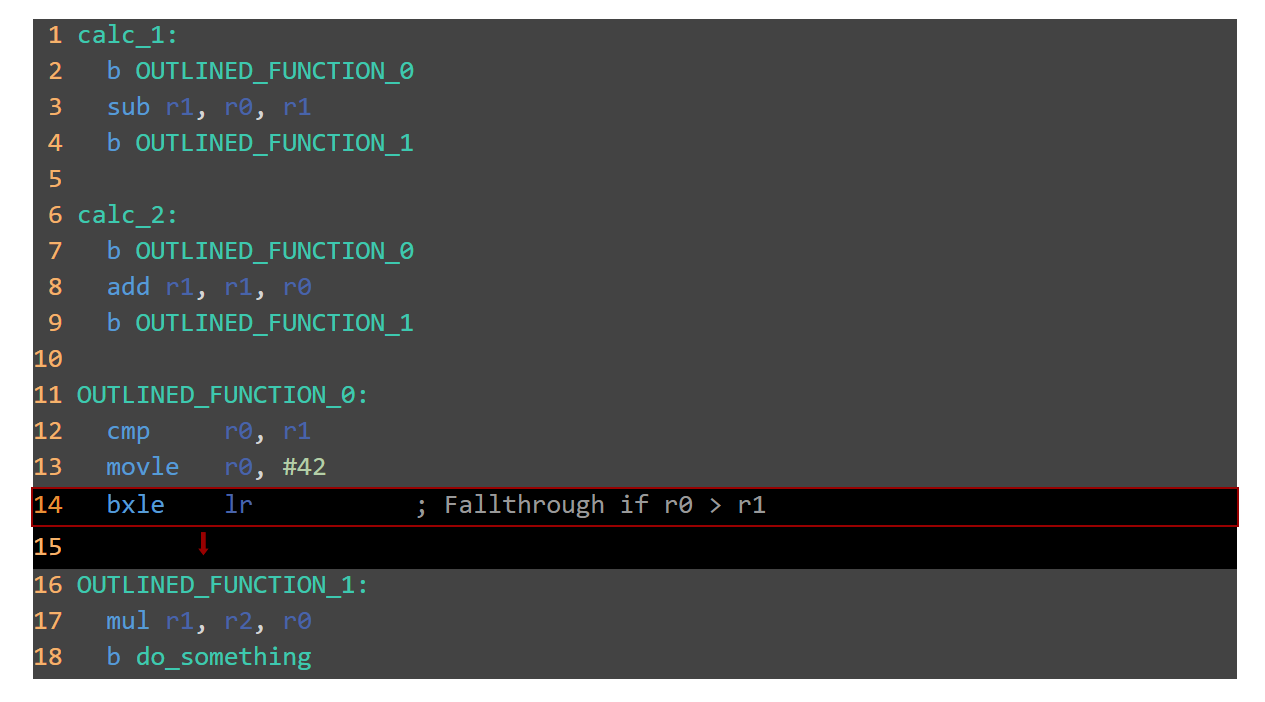 1 calc_1:
2 b OUTLINED_FUNCTION_0
3 sub r1, r0, r1
4 b OUTLINED_FUNCTION_1
5
6 calc_2:
7 b OUTLINED_FUNCTION_0
8 add r1, r1, r0
9 b OUTLINED_FUNCTION_1
10
11 OUTLINED_FUNCTION_0:
12 cmp r0, r1
13 movle r0, #42
14 bxle lr ; Fallthrough if r0 > r1
15
16 OUTLINED_FUNCTION_1:
17 mul r1, r2, r0
18 b do_something